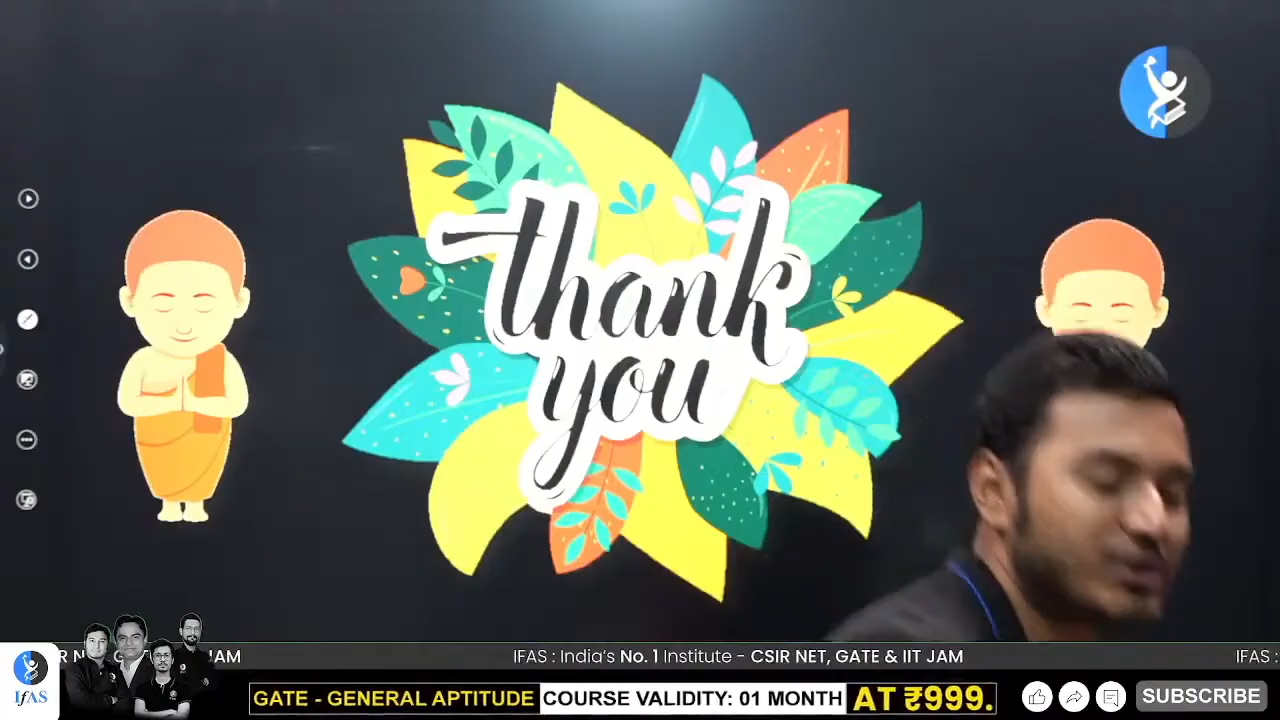 thank
you
IFAS : India's No. 1 Institute - CSIR NET, GATE & IIT JAM
IFAS :
IfAS
GATE - GENERAL APTITUDE COURSE VALIDITY: 01 MONTH AT ₹999.
SUBSCRIBE